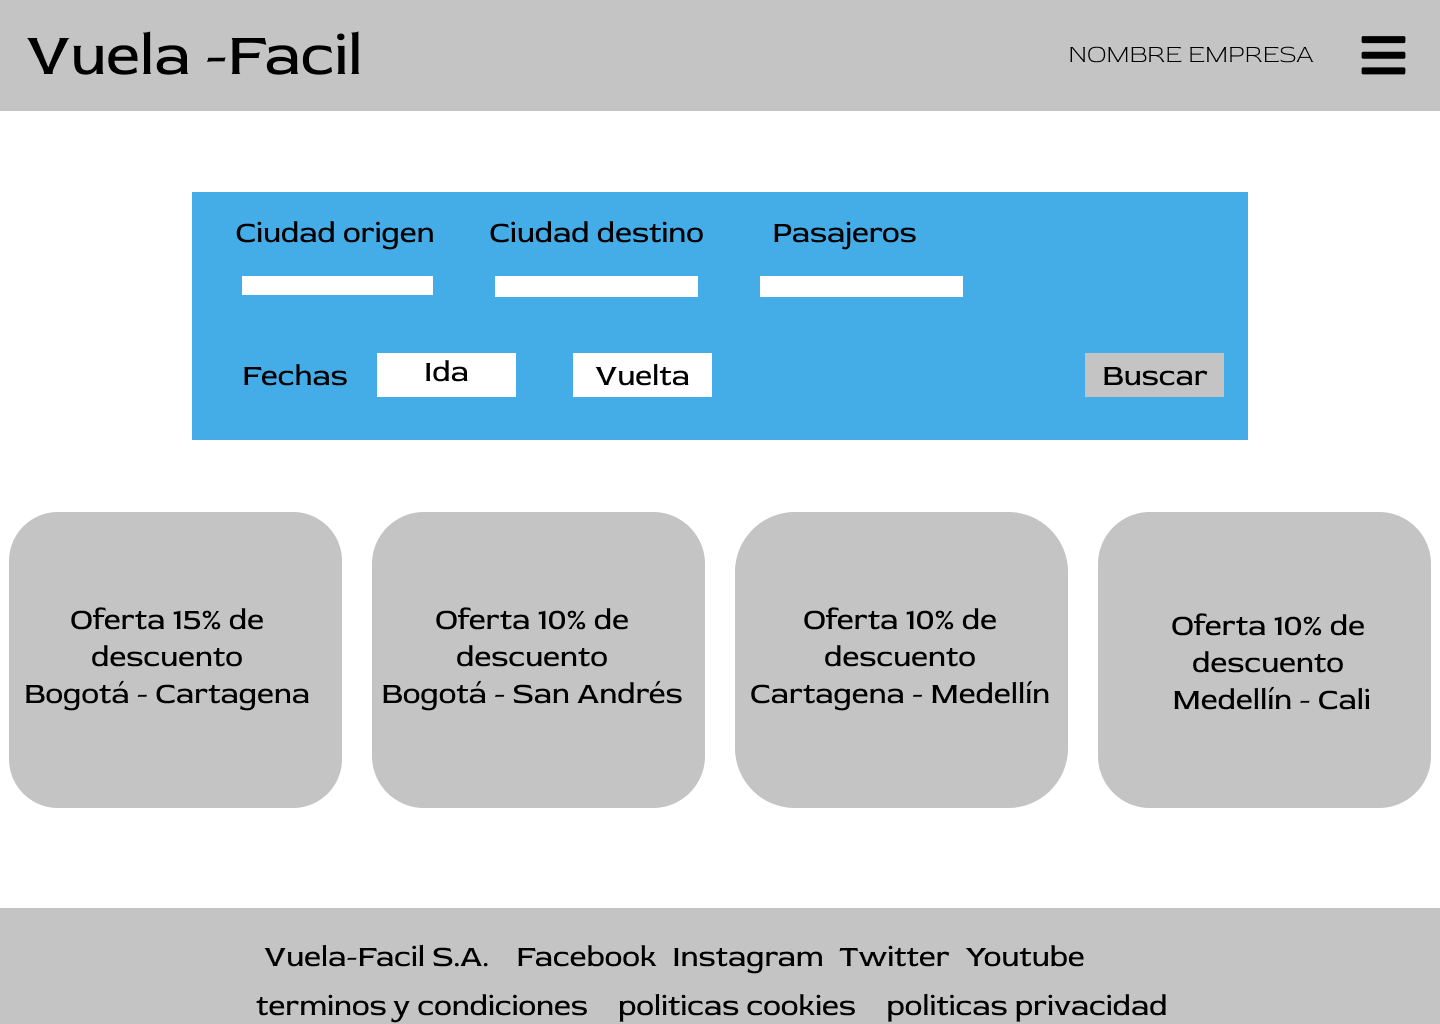 Vuela -Facil
NOMBRE EMPRESA
Ciudad origen
Ciudad destino
Pasajeros
Fechas
Ida
Vuelta
Buscar
Oferta 15% de
descuento
Bogotá - Cartagena
Oferta 10% de
descuento
Bogotá - San Andrés
Oferta 10% de
descuento
Cartagena - Medellín
Oferta 10% de
descuento
Medellín - Cali
Vuela-Facil S.A. Facebook Instagram Twitter Youtube
terminos y condiciones politicas cookies politicas privacidad